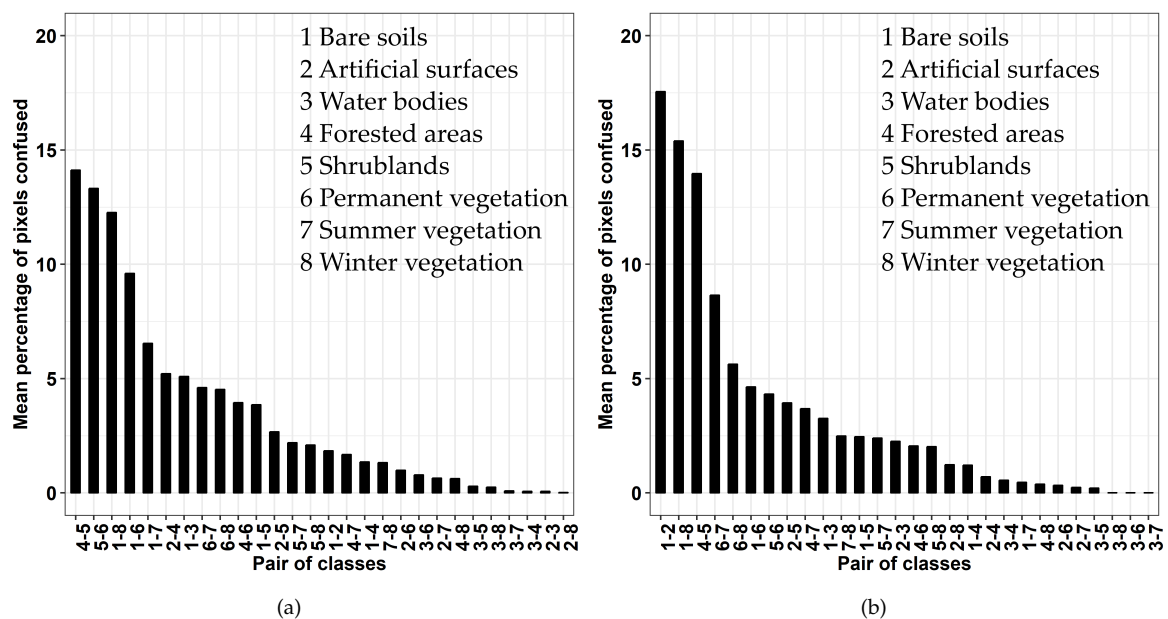 Mean percentage of pixels confused
20
15
10
5
0
1 Bare soils
2 Artificial surfaces
3 Water bodies
4 Forested areas
5 Shrublands
6 Permanent vegetation
7 Summer vegetation
8 Winter vegetation
4-5 5-6 1-8 1-6 1-7 2-4 1-3 6-7 6-8 4-6 1-5 2-5 5-7 5-8 1-2 4-7 1-4 7-8 2-6 3-6 2-7 4-8 3-5 3-8 3-7 3-4 2-3 2-8
Pair of classes
(a)
Mean percentage of pixels confused
20
15
10
5
0
1 Bare soils
2 Artificial surfaces
3 Water bodies
4 Forested areas
5 Shrublands
6 Permanent vegetation
7 Summer vegetation
8 Winter vegetation
1-2 1-8 4-5 6-7 6-8 1-6 5-6 2-5 4-7 1-3 7-8 1-5 5-7 2-3 4-6 5-8 2-8 1-4 2-4 3-4 1-7 4-8 2-6 2-7 3-5 3-8 3-6 3-7
Pair of classes
(b)